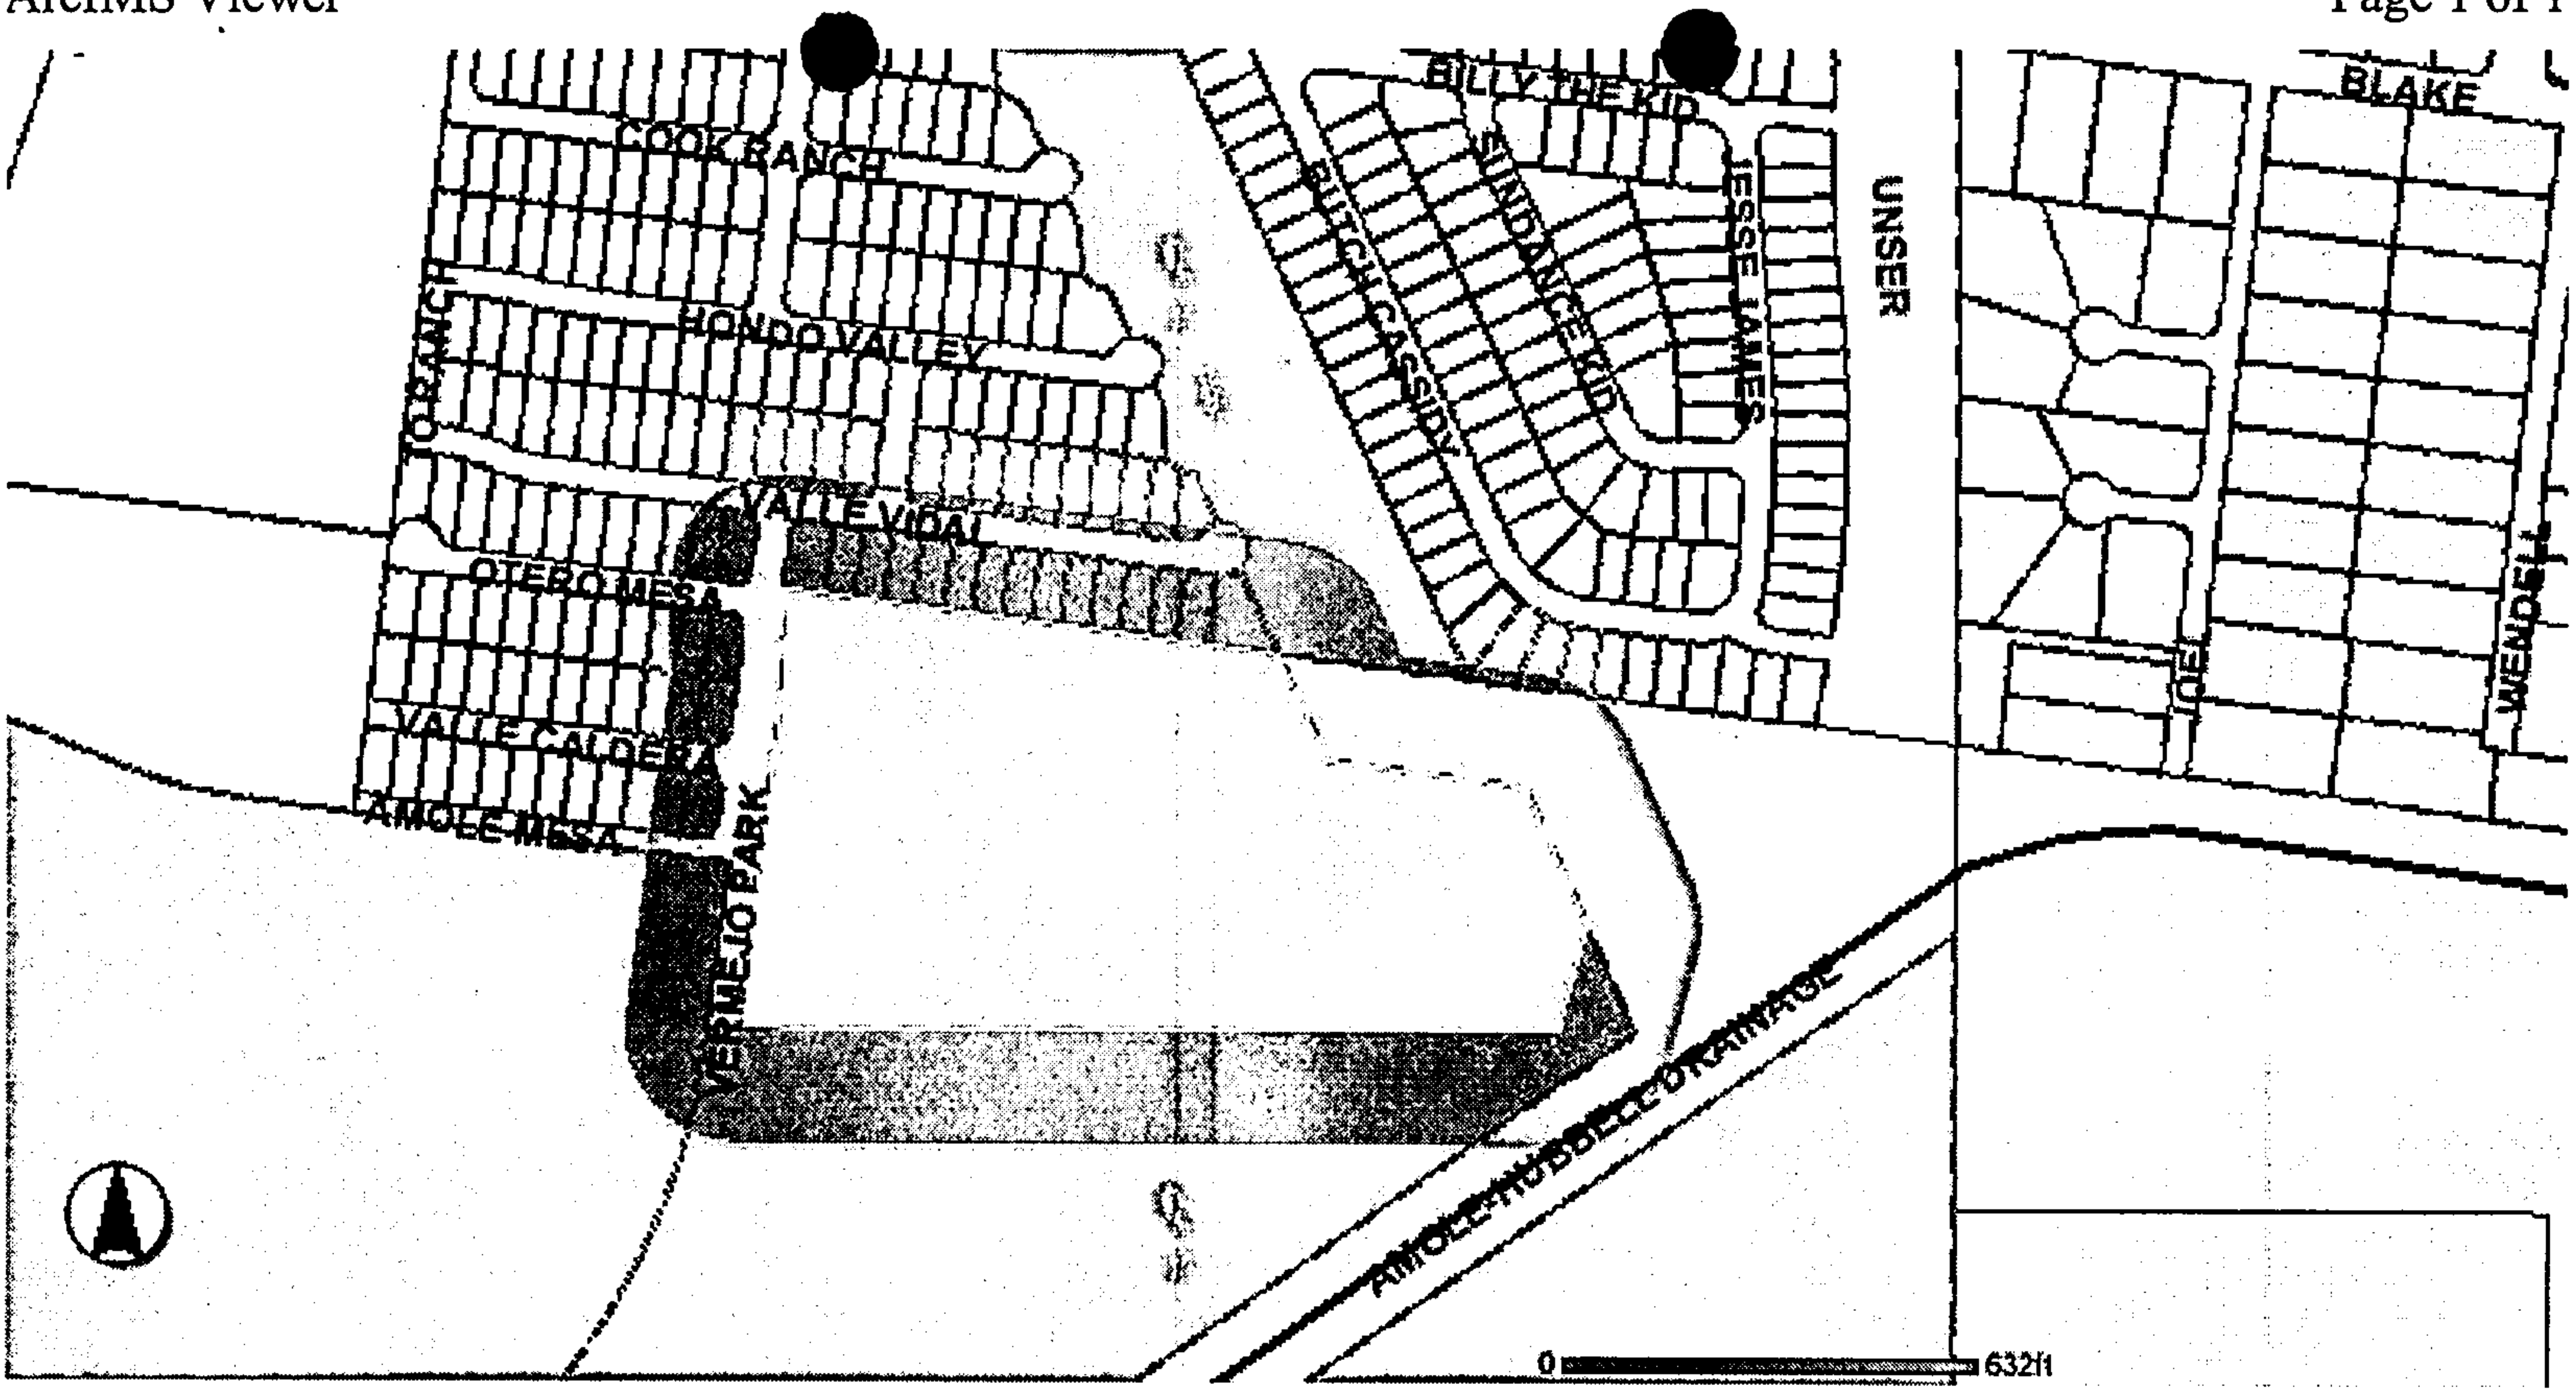 ArcIMS Viewer
Page 1 of 1
BILLY THE KID
BLAKE
COOK RANCH
SUNDANCE KID
JESSE JAMES
UNSER
BUTCH CASSIDY
TORRANCH
HONDO VALLEY
VALLE VIDAL
OTERO MESA
WENDELL
VALLE CALDERA
AMOLE MESA
VERMEJO PARK
AMOLE HUBBELL DRAINAGE
0
632ft